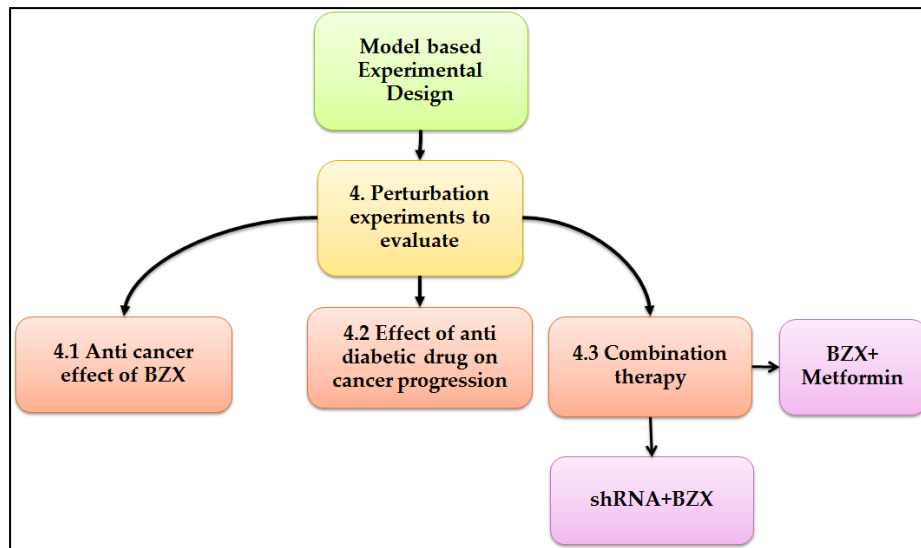 Model based
Experimental
Design
4. Perturbation
experiments to
evaluate
4.1 Anti cancer
effect of BZX
4.2 Effect of anti
diabetic drug on
cancer progression
4.3 Combination
therapy
BZX+
Metformin
shRNA+BZX